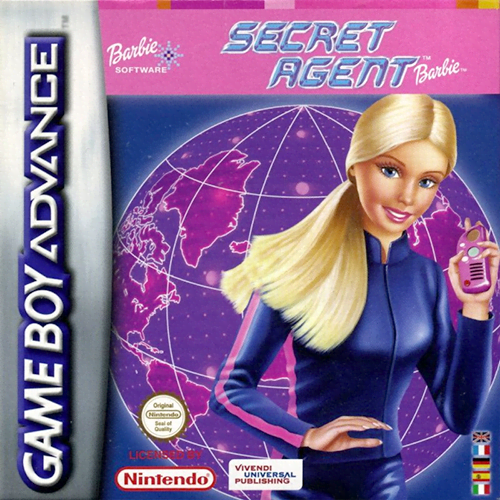 GAME BOY ADVANCE
TM
Barbie
SOFTWARE
SECRET
AGENT™
Barbie™
Original
Nintendo
Seal of
Quality
LICENSED BY
Nintendo
VIVENDI
UNIVERSAL
PUBLISHING